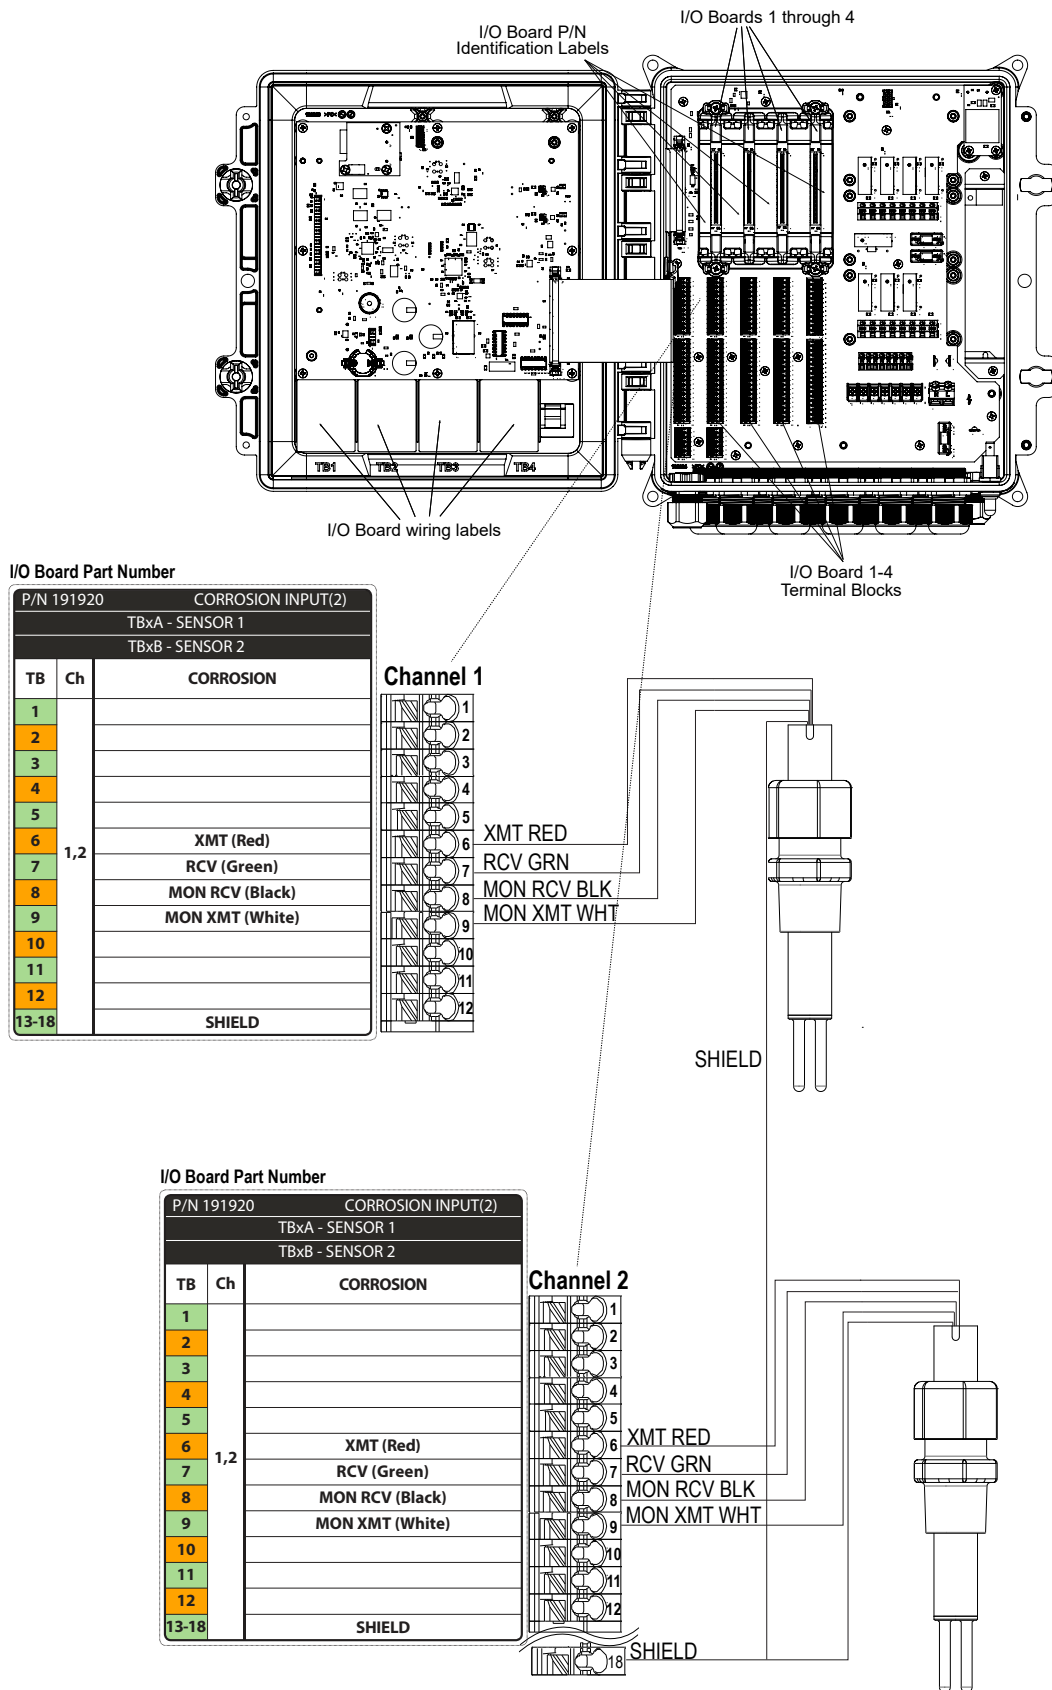 I/O Boards 1 through 4
I/O Board P/N
Identification Labels
TB1
TB2
TB3
TB4
I/O Board wiring labels
I/O Board 1-4
Terminal Blocks
I/O Board Part Number
P/N 191920 CORROSION INPUT(2)
TBxA - SENSOR 1
TBxB - SENSOR 2
TB Ch CORROSION
1
2
3
4
5
6 XMT (Red)
1,2
7 RCV (Green)
8 MON RCV (Black)
9 MON XMT (White)
10
11
12
13-18 SHIELD
Channel 1
1
2
3
4
5
6 XMT RED
7 RCV GRN
8 MON RCV BLK
9 MON XMT WHT
10
11
12
SHIELD
I/O Board Part Number
P/N 191920 CORROSION INPUT(2)
TBxA - SENSOR 1
TBxB - SENSOR 2
TB Ch CORROSION
1
2
3
4
5
6 XMT (Red)
1,2
7 RCV (Green)
8 MON RCV (Black)
9 MON XMT (White)
10
11
12
13-18 SHIELD
Channel 2
1
2
3
4
5
6 XMT RED
7 RCV GRN
8 MON RCV BLK
9 MON XMT WHT
10
11
12
18 SHIELD